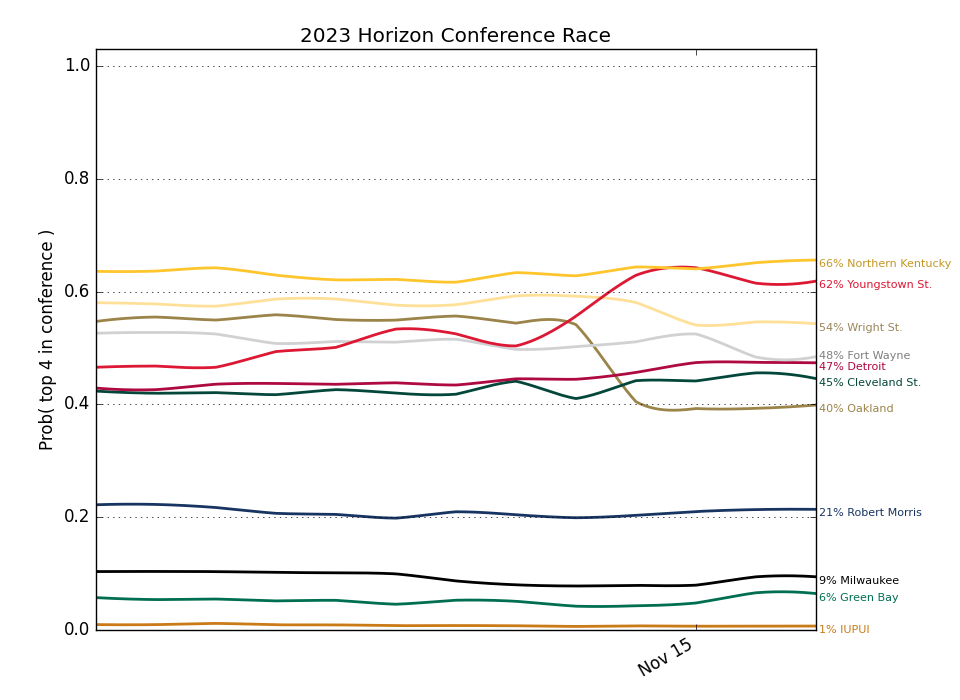 2023 Horizon Conference Race
Prob( top 4 in conference )
1.0
0.8
0.6
0.4
0.2
0.0
Nov 15
66% Northern Kentucky
62% Youngstown St.
54% Wright St.
48% Fort Wayne
47% Detroit
45% Cleveland St.
40% Oakland
21% Robert Morris
9% Milwaukee
6% Green Bay
1% IUPUI